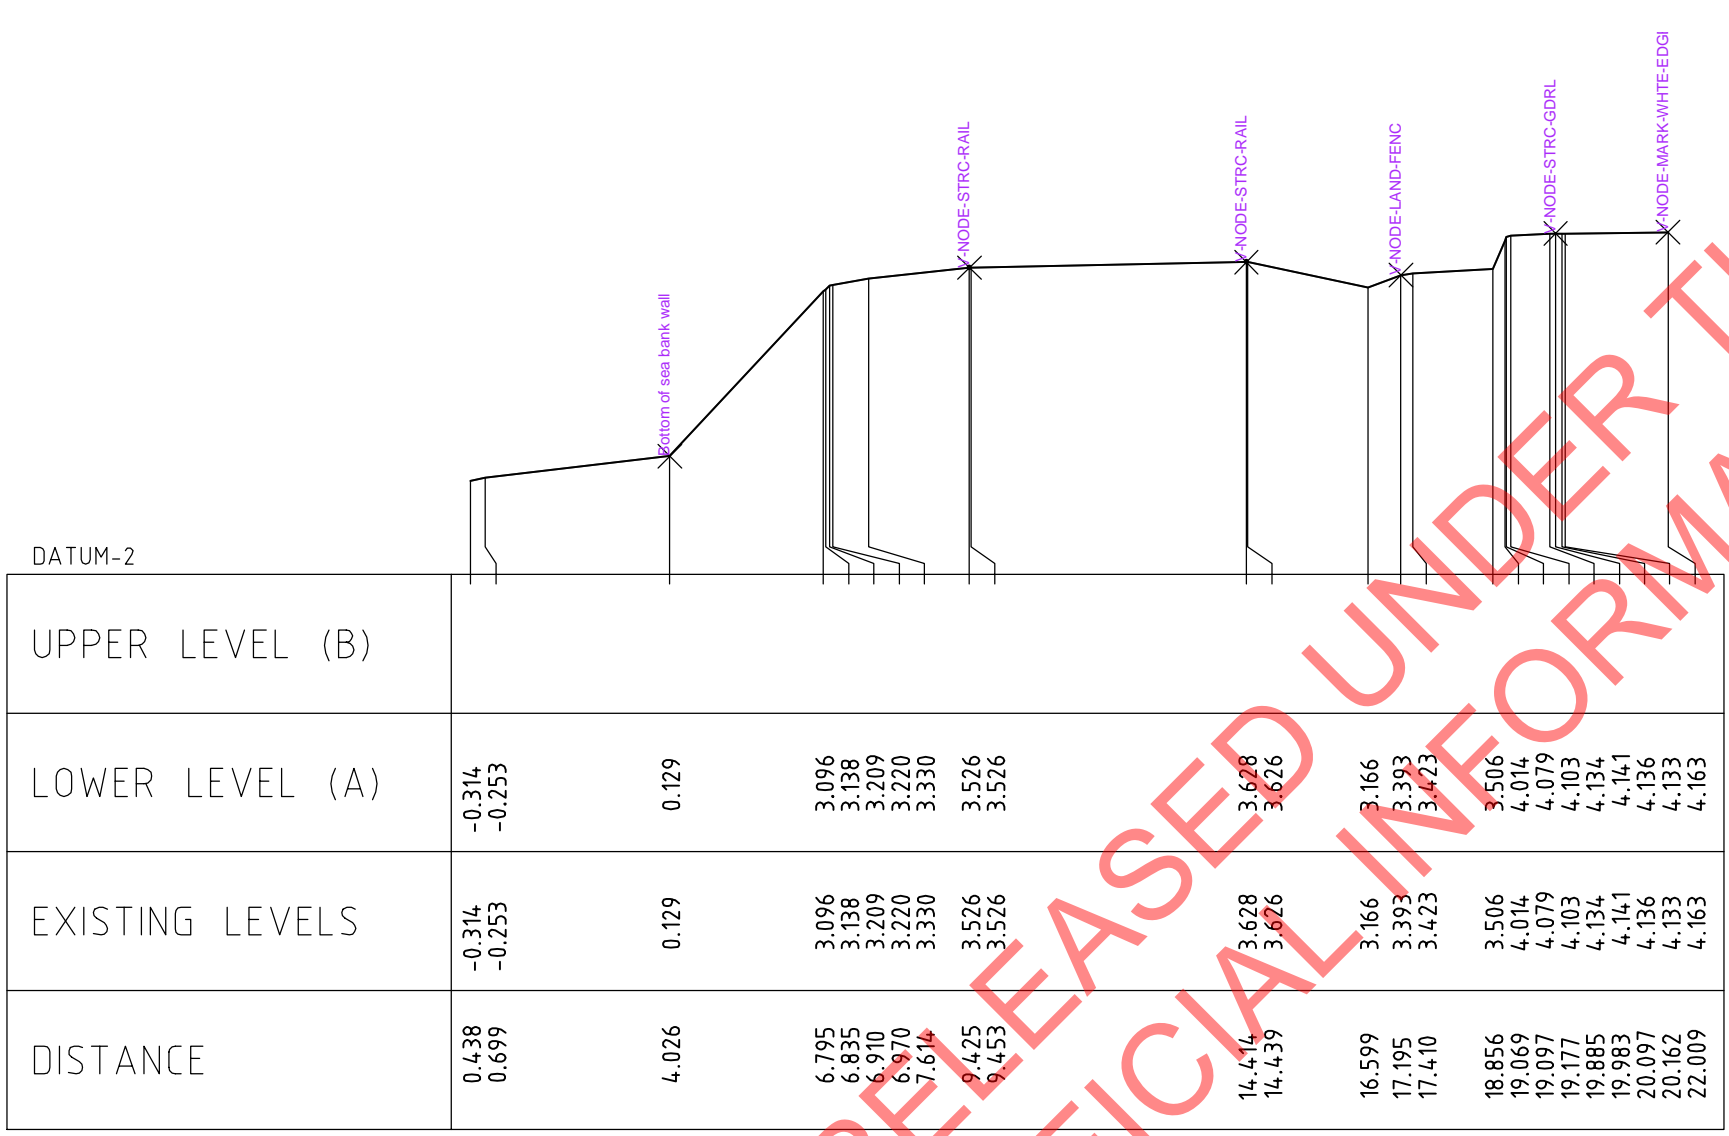 V-NODE-MARK-WHTE-EDGI
V-NODE-STRC-GDRL
V-NODE-STRC-RAIL
V-NODE-STRC-RAIL
V-NODE-LAND-FENC
Bottom of sea bank wall
DATUM-2
UPPER LEVEL (B)
LOWER LEVEL (A) -0.314 -0.253 0.129 3.096 3.138 3.209 3.220 3.330 3.526 3.526 3.628 3.626 3.166 3.393 3.423 3.506 4.014 4.079 4.103 4.134 4.141 4.136 4.133 4.163
EXISTING LEVELS -0.314 -0.253 0.129 3.096 3.138 3.209 3.220 3.330 3.526 3.526 3.628 3.626 3.166 3.393 3.423 3.506 4.014 4.079 4.103 4.134 4.141 4.136 4.133 4.163
DISTANCE 0.438 0.699 4.026 6.795 6.835 6.910 6.970 7.614 9.425 9.453 14.414 14.439 16.599 17.195 17.410 18.856 19.069 19.097 19.177 19.885 19.983 20.097 20.162 22.009
RELEASED UNDER